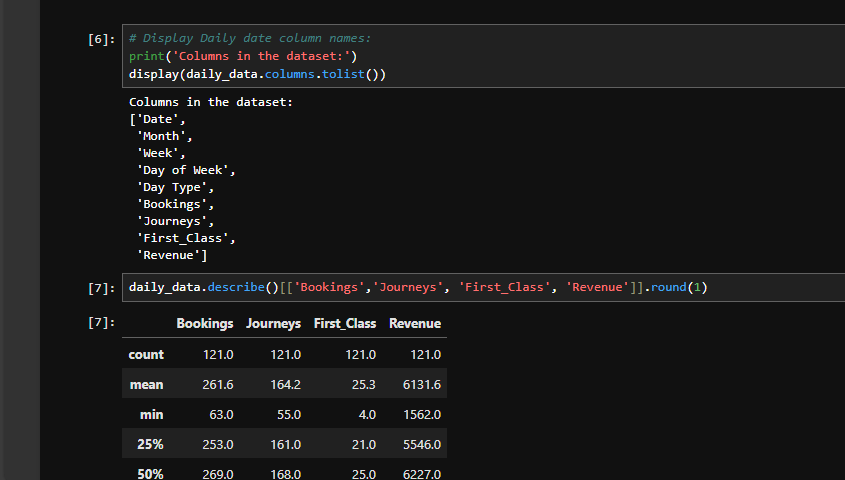 [6]: # Display Daily date column names:
print('Columns in the dataset:')
display(daily_data.columns.tolist())
Columns in the dataset:
['Date',
'Month',
'Week',
'Day of Week',
'Day Type',
'Bookings',
'Journeys',
'First_Class',
'Revenue']
[7]: daily_data.describe()[['Bookings','Journeys', 'First_Class', 'Revenue']].round(1)
[7]:
Bookings Journeys First_Class Revenue
count 121.0 121.0 121.0 121.0
mean 261.6 164.2 25.3 6131.6
min 63.0 55.0 4.0 1562.0
25% 253.0 161.0 21.0 5546.0
50% 269.0 168.0 25.0 6227.0